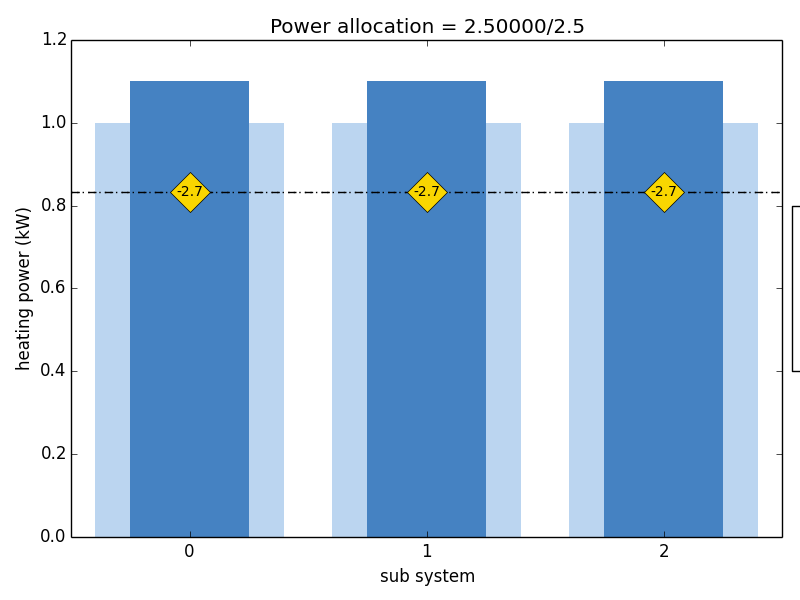 Power allocation = 2.50000/2.5
1.2
1.0
0.8
0.6
0.4
0.2
0.0
heating power (kW)
-2.7 -2.7 -2.7
0 1 2
sub system